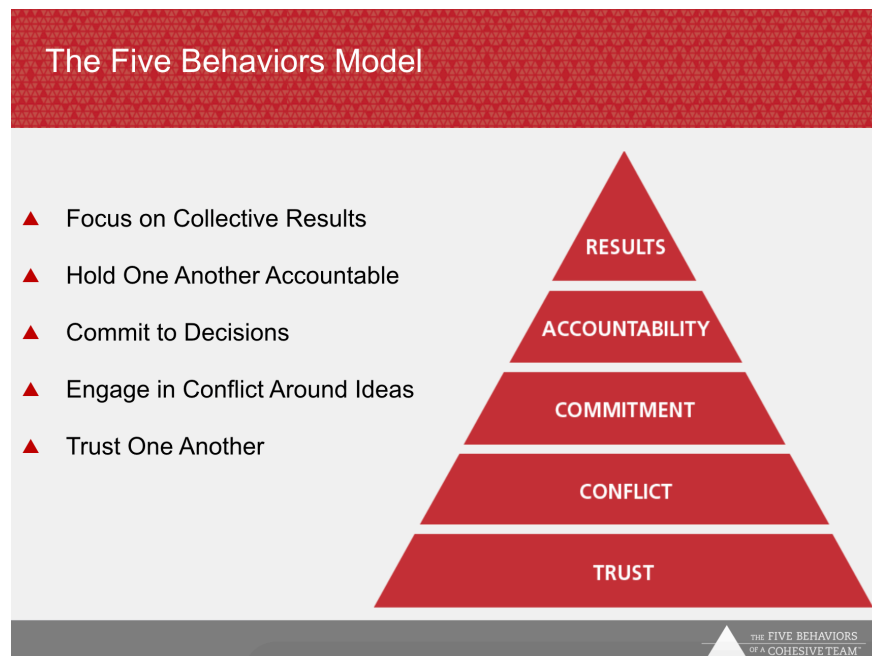 The Five Behaviors Model
Focus on Collective Results
Hold One Another Accountable
Commit to Decisions
Engage in Conflict Around Ideas
Trust One Another
RESULTS
ACCOUNTABILITY
COMMITMENT
CONFLICT
TRUST
THE FIVE BEHAVIORS
OF A COHESIVE TEAM™